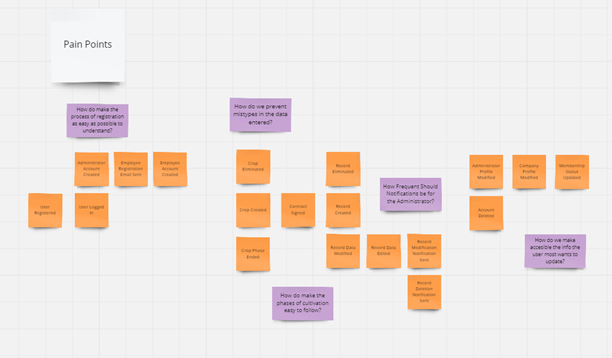 Pain Points
How do make the
process of registration
as easy as possible to
understand?
How do we prevent
mistypes in the data
entered?
Administrator
Account
Created
Employee
Registration
Email Sent
Employee
Account
Created
User
Registered
User Logged
in
Crop
Eliminated
Record
Eliminated
Crop Created
Contract
Signed
Record
Created
Crop Phase
Ended
Record Data
Modified
Record Data
Edited
Record
Modification
Notification
Sent
Record
Deletion
Notification
Sent
How Frequent Should
Notifications be for
the Administrator?
How do make the
phases of cultivation
easy to follow?
Administrator
Profile
Modified
Company
Profile
Modified
Membership
Status
Updated
Account
Deleted
How do we make
accesible the info the
user most wants to
update?